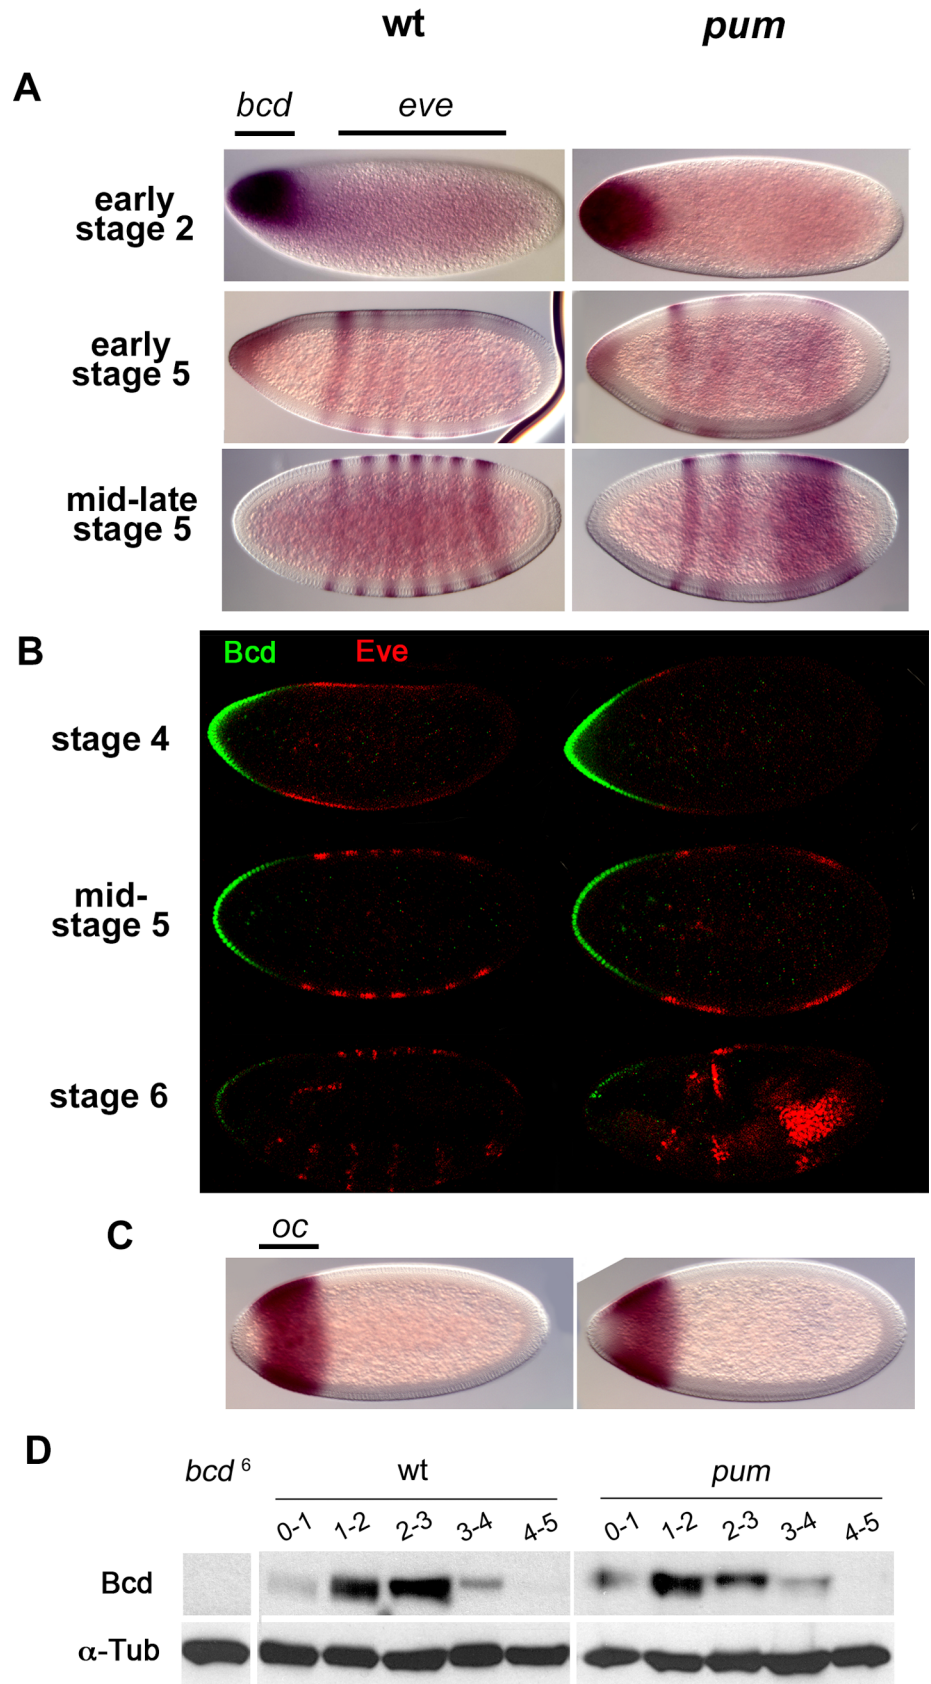 wt pum
A
bcd eve
early
stage 2
early
stage 5
mid-late
stage 5
B
Bcd Eve
stage 4
mid-
stage 5
stage 6
C
oc
D
bcd 6 wt pum
0-1 1-2 2-3 3-4 4-5 0-1 1-2 2-3 3-4 4-5
Bcd
α-Tub